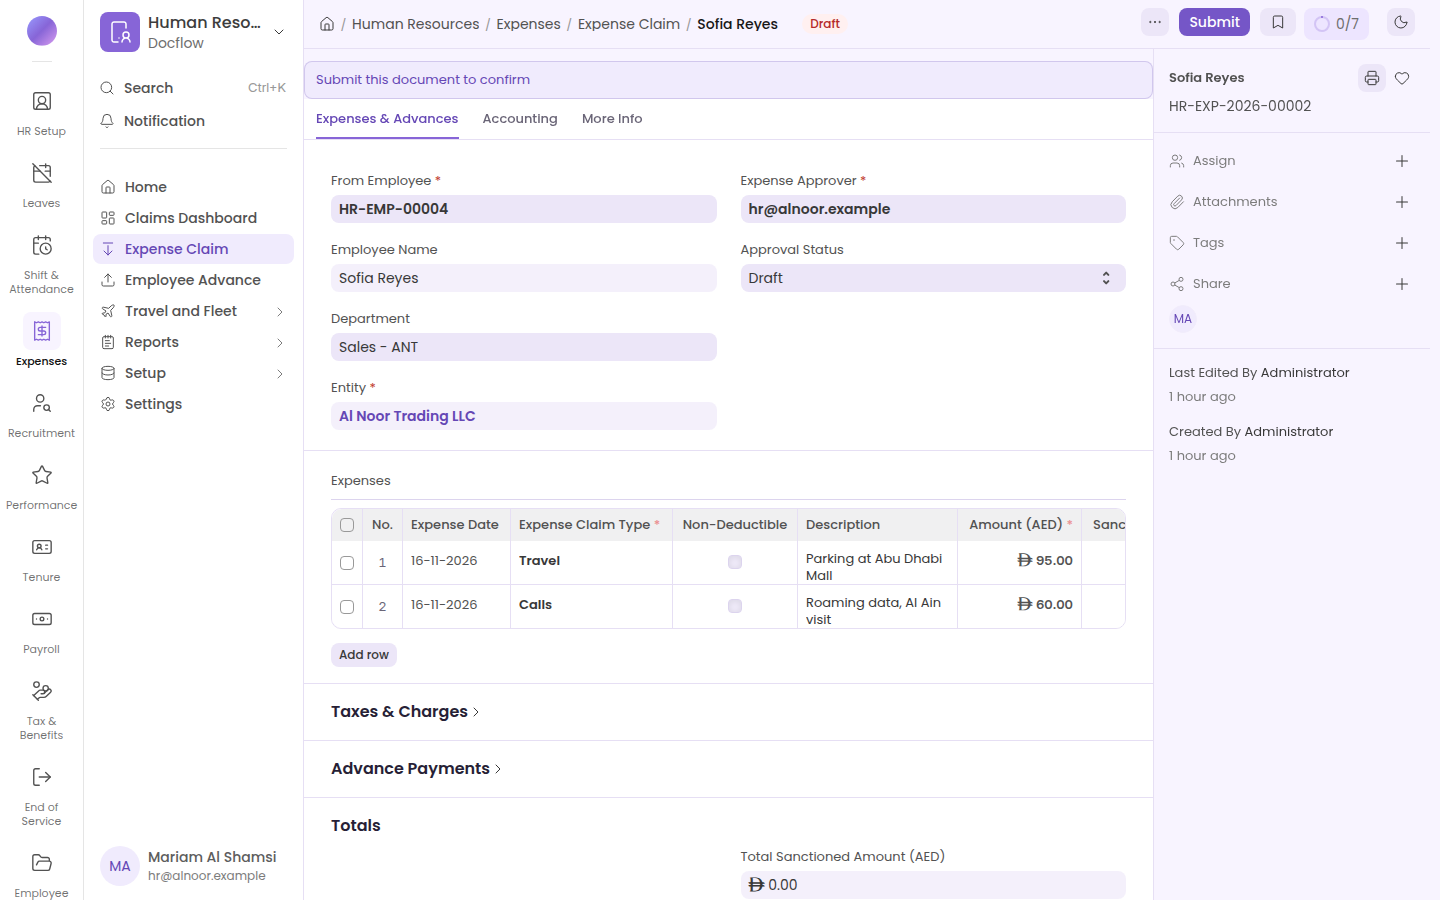 HR Setup
Leaves
Shift &
Attendance
Expenses
Recruitment
Performance
Tenure
Payroll
Tax &
Benefits
End of
Service
Employee
Human Reso...
Docflow
Search Ctrl+K
Notification
Home
Claims Dashboard
Expense Claim
Employee Advance
Travel and Fleet
Reports
Setup
Settings
MA
Mariam Al Shamsi
hr@alnoor.example
/ Human Resources / Expenses / Expense Claim / Sofia Reyes Draft
... Submit 0/7
Submit this document to confirm
Expenses & Advances Accounting More Info
From Employee *
HR-EMP-00004
Expense Approver *
hr@alnoor.example
Employee Name
Sofia Reyes
Approval Status
Draft
Department
Sales - ANT
Entity *
Al Noor Trading LLC
Expenses
No. Expense Date Expense Claim Type * Non-Deductible Description Amount (AED) * Sanc
1 16-11-2026 Travel Parking at Abu Dhabi Mall 95.00
2 16-11-2026 Calls Roaming data, Al Ain visit 60.00
Add row
Taxes & Charges
Advance Payments
Totals
Total Sanctioned Amount (AED)
0.00
Sofia Reyes
HR-EXP-2026-00002
Assign
Attachments
Tags
Share
MA
Last Edited By Administrator
1 hour ago
Created By Administrator
1 hour ago